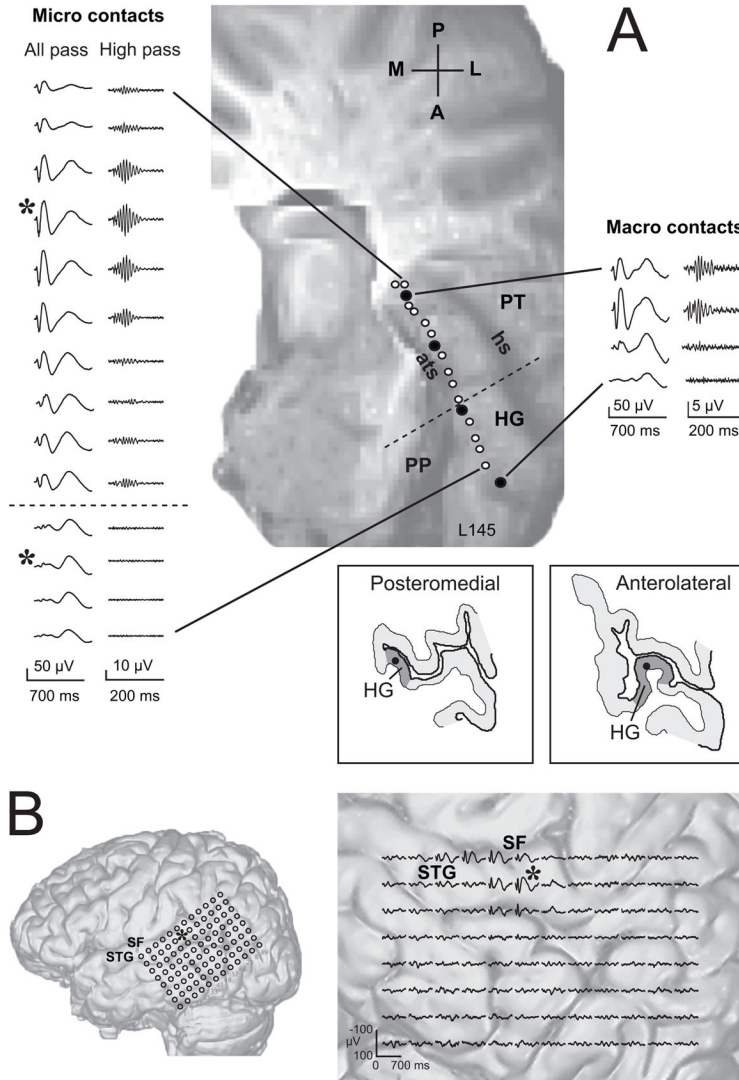 Micro contacts
All pass High pass
A
P
M L
A
*
Macro contacts
PT
hs
ats
50 µV 5 µV
700 ms 200 ms
HG
PP
*
L145
50 µV 10 µV
700 ms 200 ms
Posteromedial
HG
Anterolateral
HG
B
SF
STG
*
SF
STG *
-100
µV
100
0 700 ms